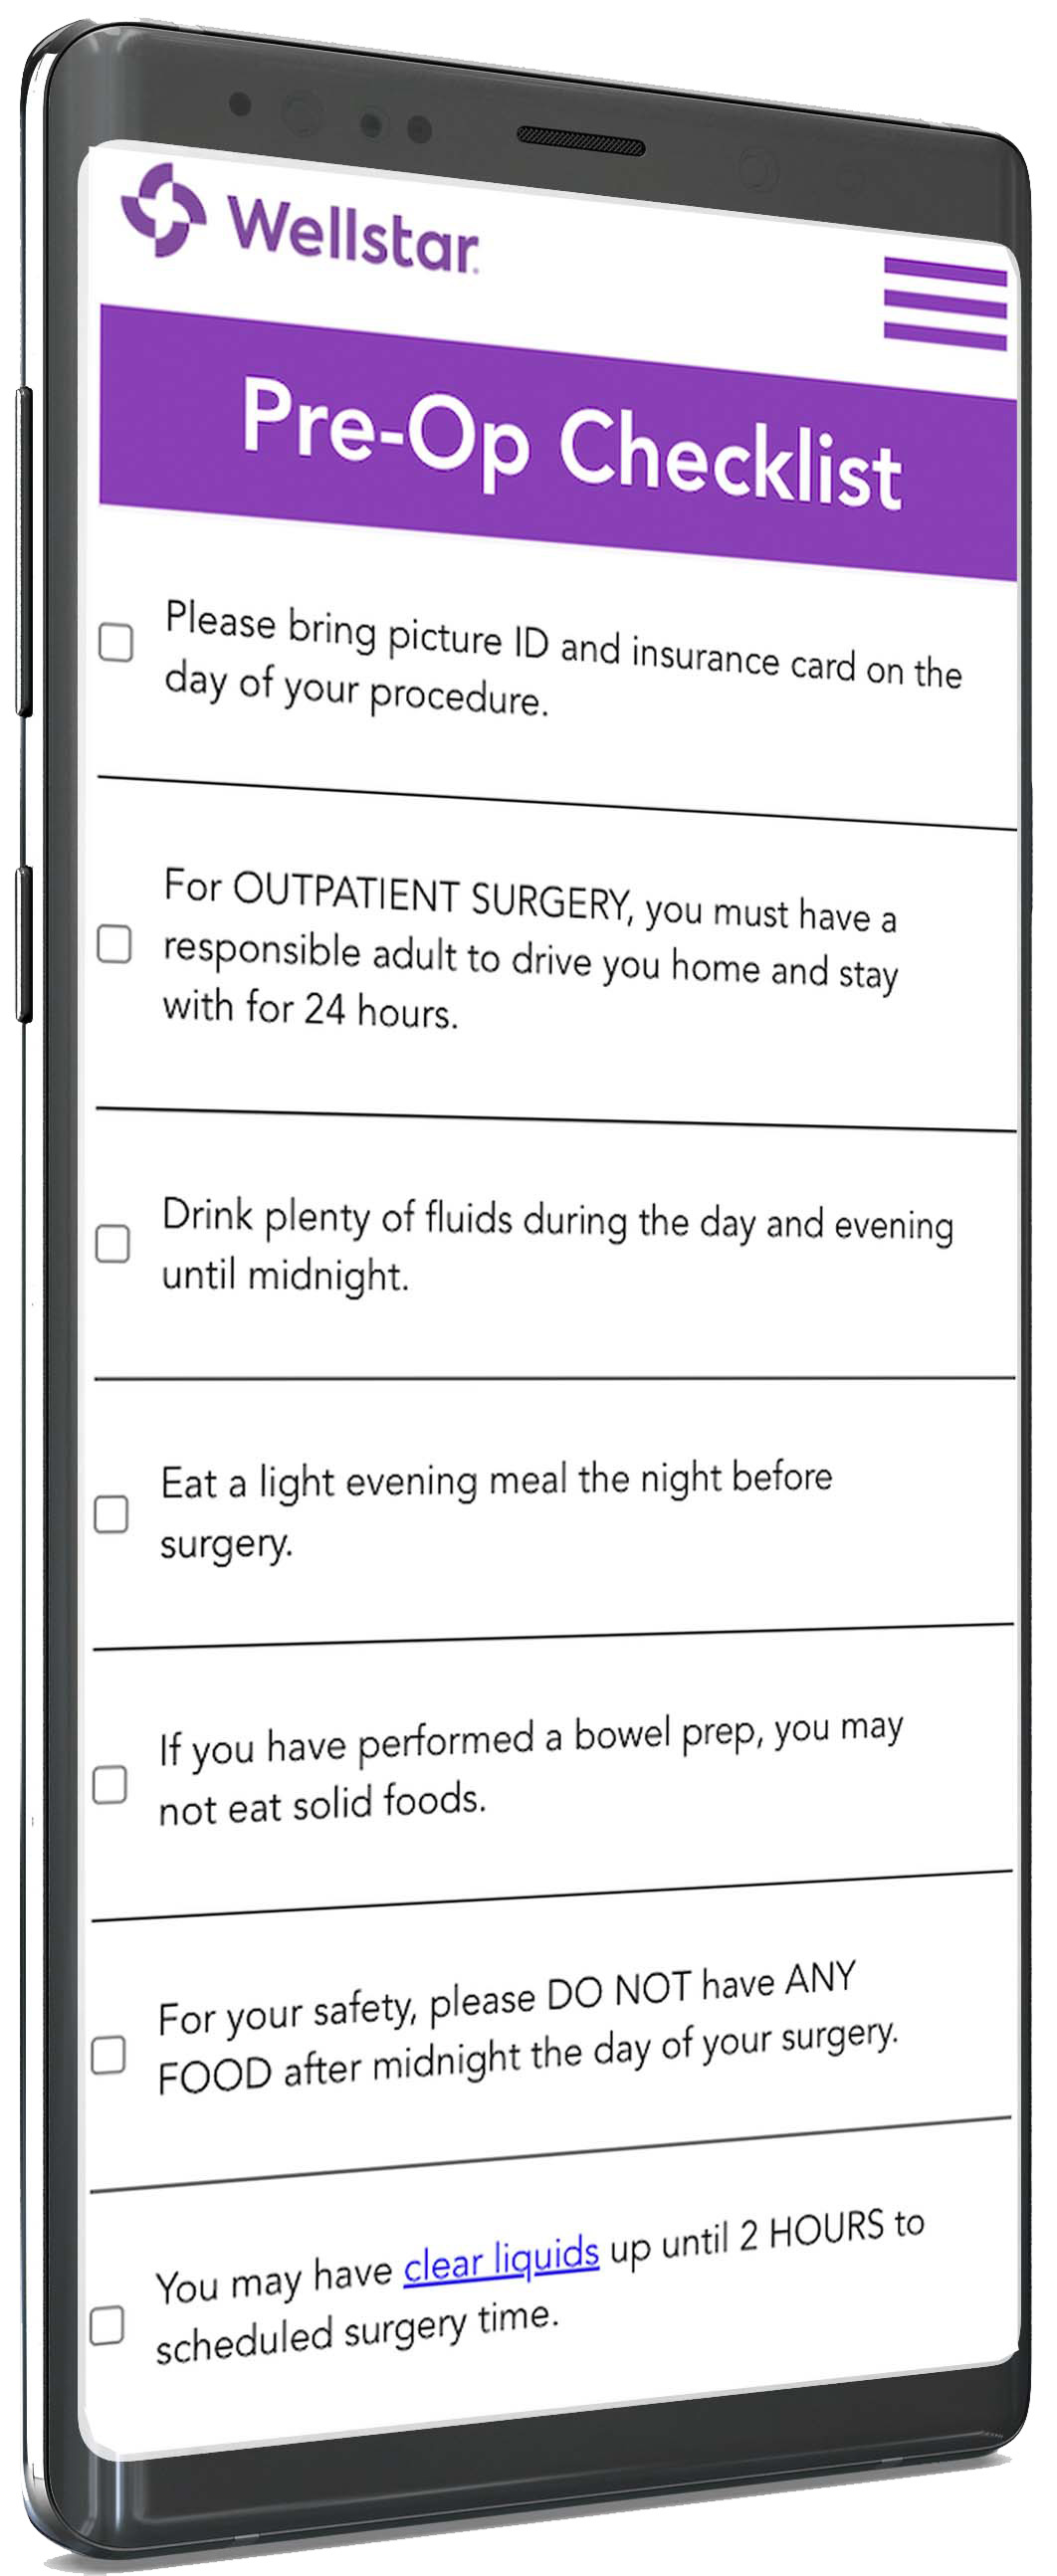 Wellstar
Pre-Op Checklist
Please bring picture ID and insurance card on the
day of your procedure.
For OUTPATIENT SURGERY, you must have a
responsible adult to drive you home and stay
with for 24 hours.
Drink plenty of fluids during the day and evening
until midnight.
Eat a light evening meal the night before
surgery.
If you have performed a bowel prep, you may
not eat solid foods.
For your safety, please DO NOT have ANY
FOOD after midnight the day of your surgery.
You may have clear liquids up until 2 HOURS to
scheduled surgery time.